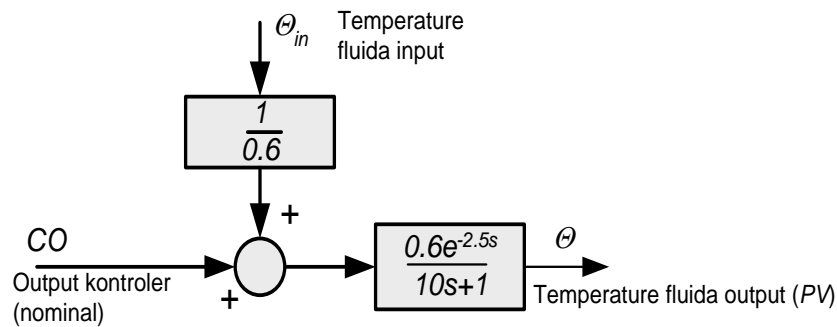 Θin Temperature
fluida input
1
0.6
+
CO
Output kontroler
(nominal)
+
0.6e-2.5s
10s+1
Θ
Temperature fluida output (PV)